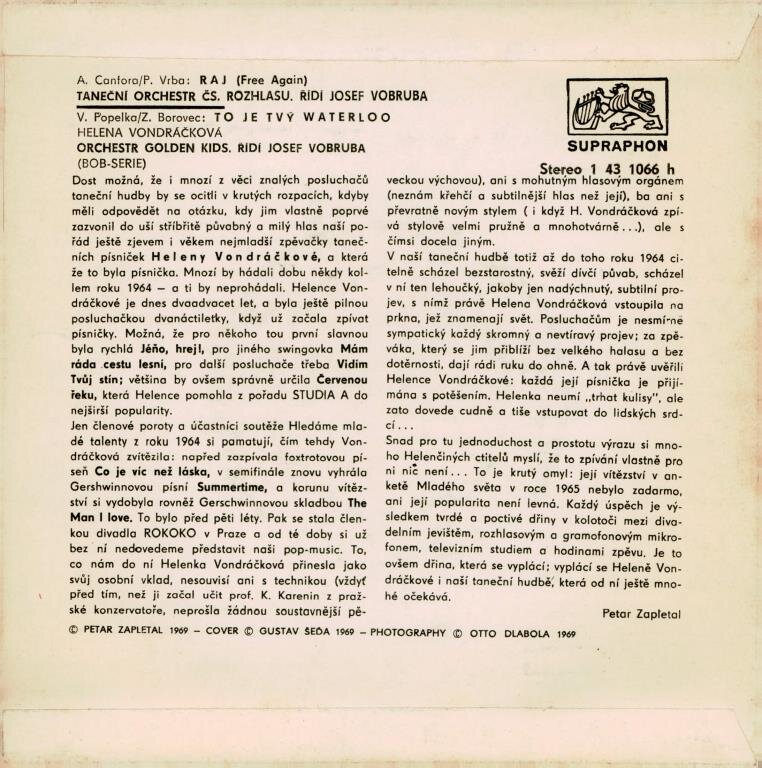 A. Canfora/P. Vrba: RAJ (Free Again)
TANEČNÍ ORCHESTR ČS. ROZHLASU. ŘÍDÍ JOSEF VOBRUBA
V. Popelka/Z. Borovec: TO JE TVÝ WATERLOO
HELENA VONDRÁČKOVÁ
ORCHESTR GOLDEN KIDS. ŘÍDÍ JOSEF VOBRUBA
(BOB-SERIE)
SUPRAPHON
Stereo 1 43 1066 h
Dost možná, že i mnozí z věci znalých posluchačů
taneční hudby by se ocitli v krutých rozpacích, kdyby
měli odpovědět na otázku, kdy jim vlastně poprvé
zazvonil do uší stříbřitě půvabný a milý hlas naší po-
řád ještě zjevem i věkem nejmladší zpěvačky taneč-
ních písniček Heleny Vondráčkové, a která
že to byla písnička. Mnozí by hádali dobu někdy kol-
lem roku 1964 — a ti by neprohádali. Helence Von-
dráčkové je dnes dvaadvacet let, a byla ještě pilnou
posluchačkou dvanáctiletky, když už začala zpívat
písničky. Možná, že pro někoho tou první slavnou
byla rychlá Jéňo, hrej!, pro jiného swingovka Mám
ráda cestu lesní, pro další posluchače třeba Vidím
Tvůj stín; většina by ovšem správně určila Červenou
řeku, která Helence pomohla z pořadu STUDIA A do
nejširší popularity.
Jen členové poroty a účastníci soutěže Hledáme mla-
dé talenty z roku 1964 si pamatují, čím tehdy Von-
dráčková zvítězila: napřed zazpívala foxtrotovou pí-
seň Co je víc než láska, v semifinále znovu vyhrála
Gershwinnovou písní Summertime, a korunu vítěz-
ství si vydobyla rovněž Gerschwinnovou skladbou The
Man I love. To bylo před pěti léty. Pak se stala člen-
kou divadla ROKOKO v Praze a od té doby si už
bez ní nedovedeme představit naši pop-music. To,
co nám do ní Helenka Vondráčková přinesla jako
svůj osobní vklad, nesouvisí ani s technikou (vždyť
před tím, než ji začal učit prof. K. Karenin z praž-
ské konzervatoře, neprošla žádnou soustavnější pě-
veckou výchovou), ani s mohutným hlasovým orgánem
(neznám křehčí a subtilnější hlas než její), ba ani s
převratně novým stylem ( i když H. Vondráčková zpí-
vá stylově velmi pružně a mnohotvárně...), ale s
čímsi docela jiným.
V naší taneční hudbě totiž až do toho roku 1964 ci-
telně scházel bezstarostný, svěží dívčí půvab, scházel
v ní ten lehoučký, jakoby jen nadýchnutý, subtilní pro-
jev, s nímž právě Helena Vondráčková vstoupila na
prkna, jež znamenají svět. Posluchačům je nesmírně
sympatický každý skromný a nevtíravý projev; za zpě-
váka, který se jim přiblíží bez velkého halasu a bez
dotěrnosti, dají rádi ruku do ohně. A tak právě uvěřili
Helence Vondráčkové: každá její písnička je přijí-
mána s potěšením. Helenka neumí „trhat kulisy", ale
zato dovede cudně a tiše vstupovat do lidských srd-
cí...
Snad pro tu jednoduchost a prostotu výrazu si mno-
ho Helenčiných ctitelů myslí, že to zpívání vlastně pro
ni nic není... To je krutý omyl: její vítězství v an-
ketě Mladého světa v roce 1965 nebylo zadarmo,
ani její popularita není levná. Každý úspěch je vý-
sledkem tvrdé a poctivé dřiny v kolotoči mezi diva-
delním jevištěm, rozhlasovým a gramofonovým mikro-
fonem, televizním studiem a hodinami zpěvu. Je to
ovšem dřina, která se vyplácí; vyplácí se Heleně Von-
dráčkové i naší taneční hudbě, která od ní ještě mno-
hé očekává.
Petar Zapletal
© PETAR ZAPLETAL 1969 — COVER © GUSTAV ŠEĎA 1969 — PHOTOGRAPHY © OTTO DLABOLA 1969